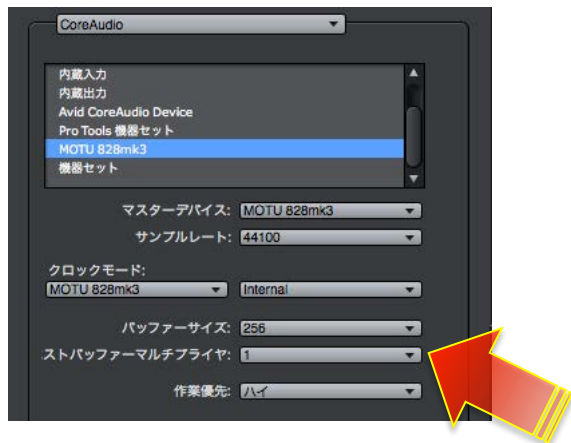 CoreAudio
内蔵入力
内蔵出力
Avid CoreAudio Device
Pro Tools 機器セット
MOTU 828mk3
機器セット
マスターデバイス: MOTU 828mk3
サンプルレート: 44100
クロックモード:
MOTU 828mk3 Internal
バッファーサイズ: 256
ストバッファーマルチプライヤ: 1
作業優先: ハイ